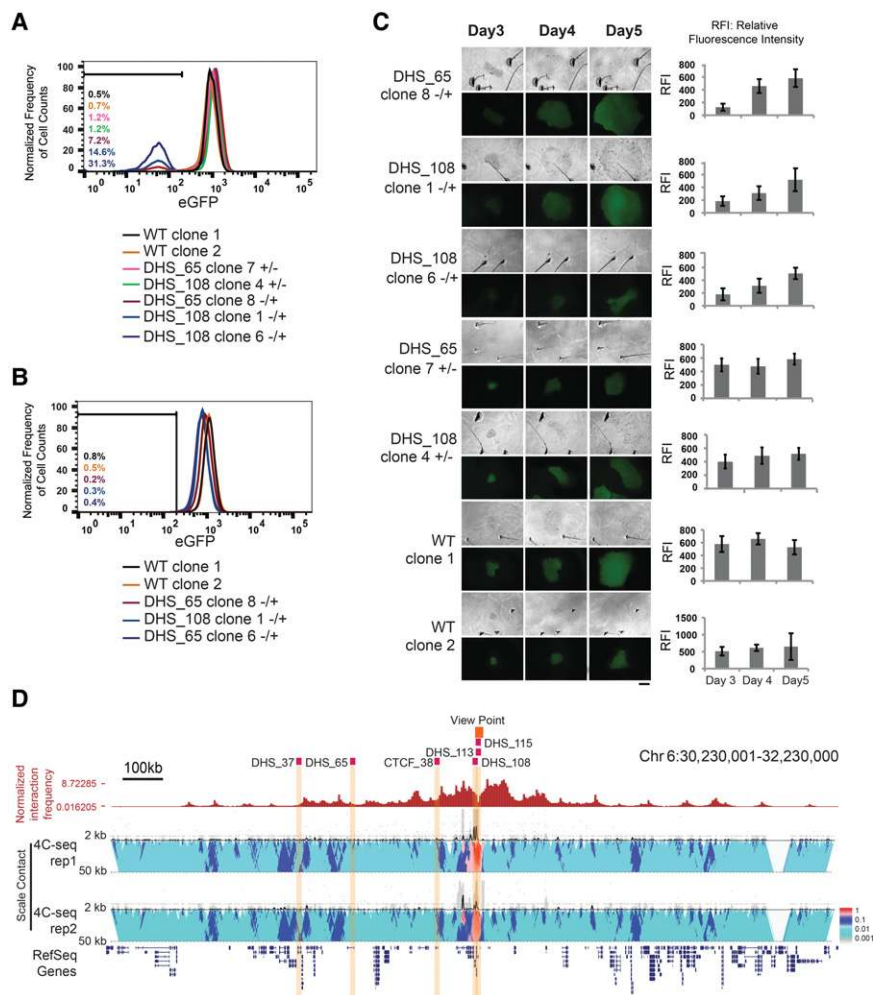 A
Normalized Frequency
of Cell Counts
100
80
60
40
20
0
0.5%
0.7%
1.2%
1.2%
7.2%
14.6%
31.3%
10^0 10^1 10^2 10^3 10^4 10^5
eGFP
WT clone 1
WT clone 2
DHS_65 clone 7 +/-
DHS_108 clone 4 +/-
DHS_65 clone 8 -/+
DHS_108 clone 1 -/+
DHS_108 clone 6 -/+
B
Normalized Frequency
of Cell Counts
100
80
60
40
20
0
0.8%
0.5%
0.2%
0.3%
0.4%
10^0 10^1 10^2 10^3 10^4 10^5
eGFP
WT clone 1
WT clone 2
DHS_65 clone 8 -/+
DHS_108 clone 1 -/+
DHS_65 clone 6 -/+
C
Day3 Day4 Day5
RFI: Relative
Fluorescence Intensity
DHS_65
clone 8 -/+
RFI
800
600
400
200
0
DHS_108
clone 1 -/+
RFI
800
600
400
200
0
DHS_108
clone 6 -/+
RFI
800
600
400
200
0
DHS_65
clone 7 +/-
RFI
800
600
400
200
0
DHS_108
clone 4 +/-
RFI
800
600
400
200
0
WT
clone 1
RFI
800
600
400
200
0
WT
clone 2
RFI
1500
1000
500
0
Day 3 Day 4 Day5
D
View Point
100kb
DHS_37 DHS_65 CTCF_38 DHS_113 DHS_115
DHS_108
Chr 6:30,230,001-32,230,000
Normalized
interaction
frequency
8.72285
0.016205
Scale Contact
4C-seq
rep1
2 kb
50 kb
4C-seq
rep2
2 kb
50 kb
1
0.1
0.01
0.001
RefSeq
Genes